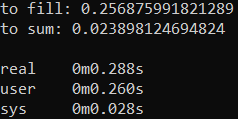 to fill: 0.256875991821289
to sum: 0.023898124694824

real    0m0.288s
user    0m0.260s
sys     0m0.028s